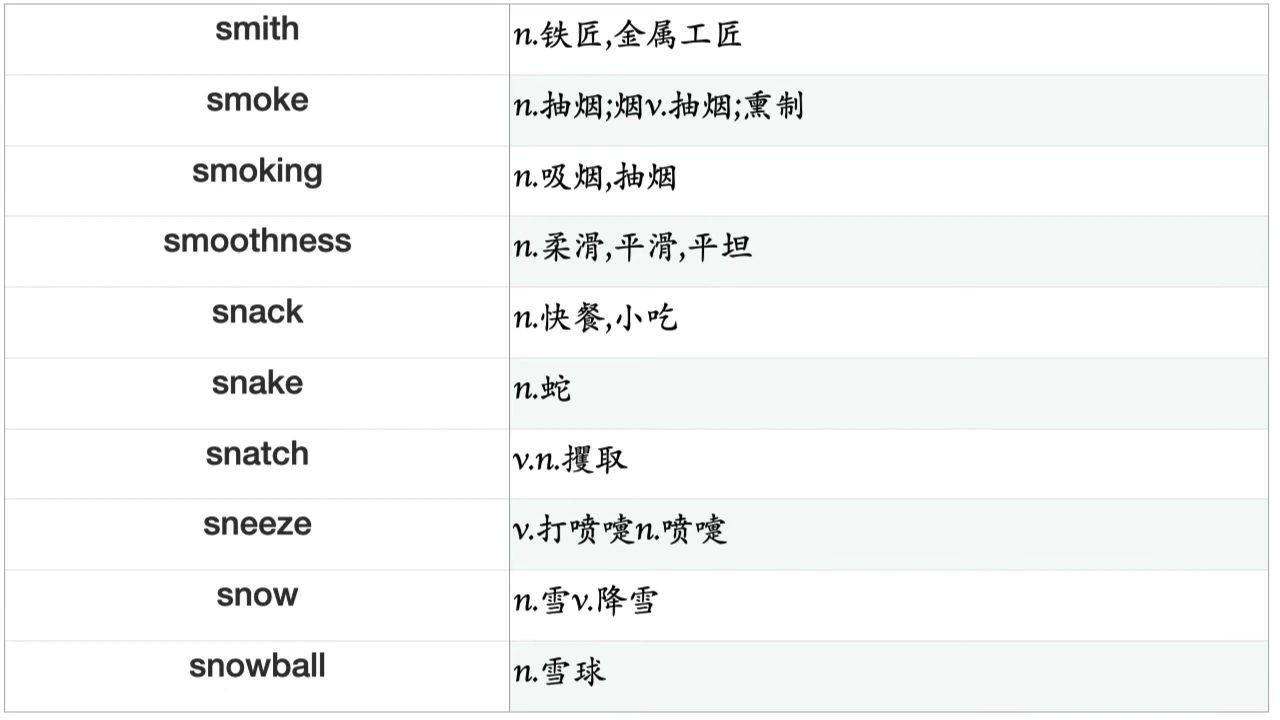 smith n.铁匠,金属工匠
smoke n.抽烟;烟v.抽烟;熏制
smoking n.吸烟,抽烟
smoothness n.柔滑,平滑,平坦
snack n.快餐,小吃
snake n.蛇
snatch v.n.攫取
sneeze v.打喷嚏n.喷嚏
snow n.雪v.降雪
snowball n.雪球